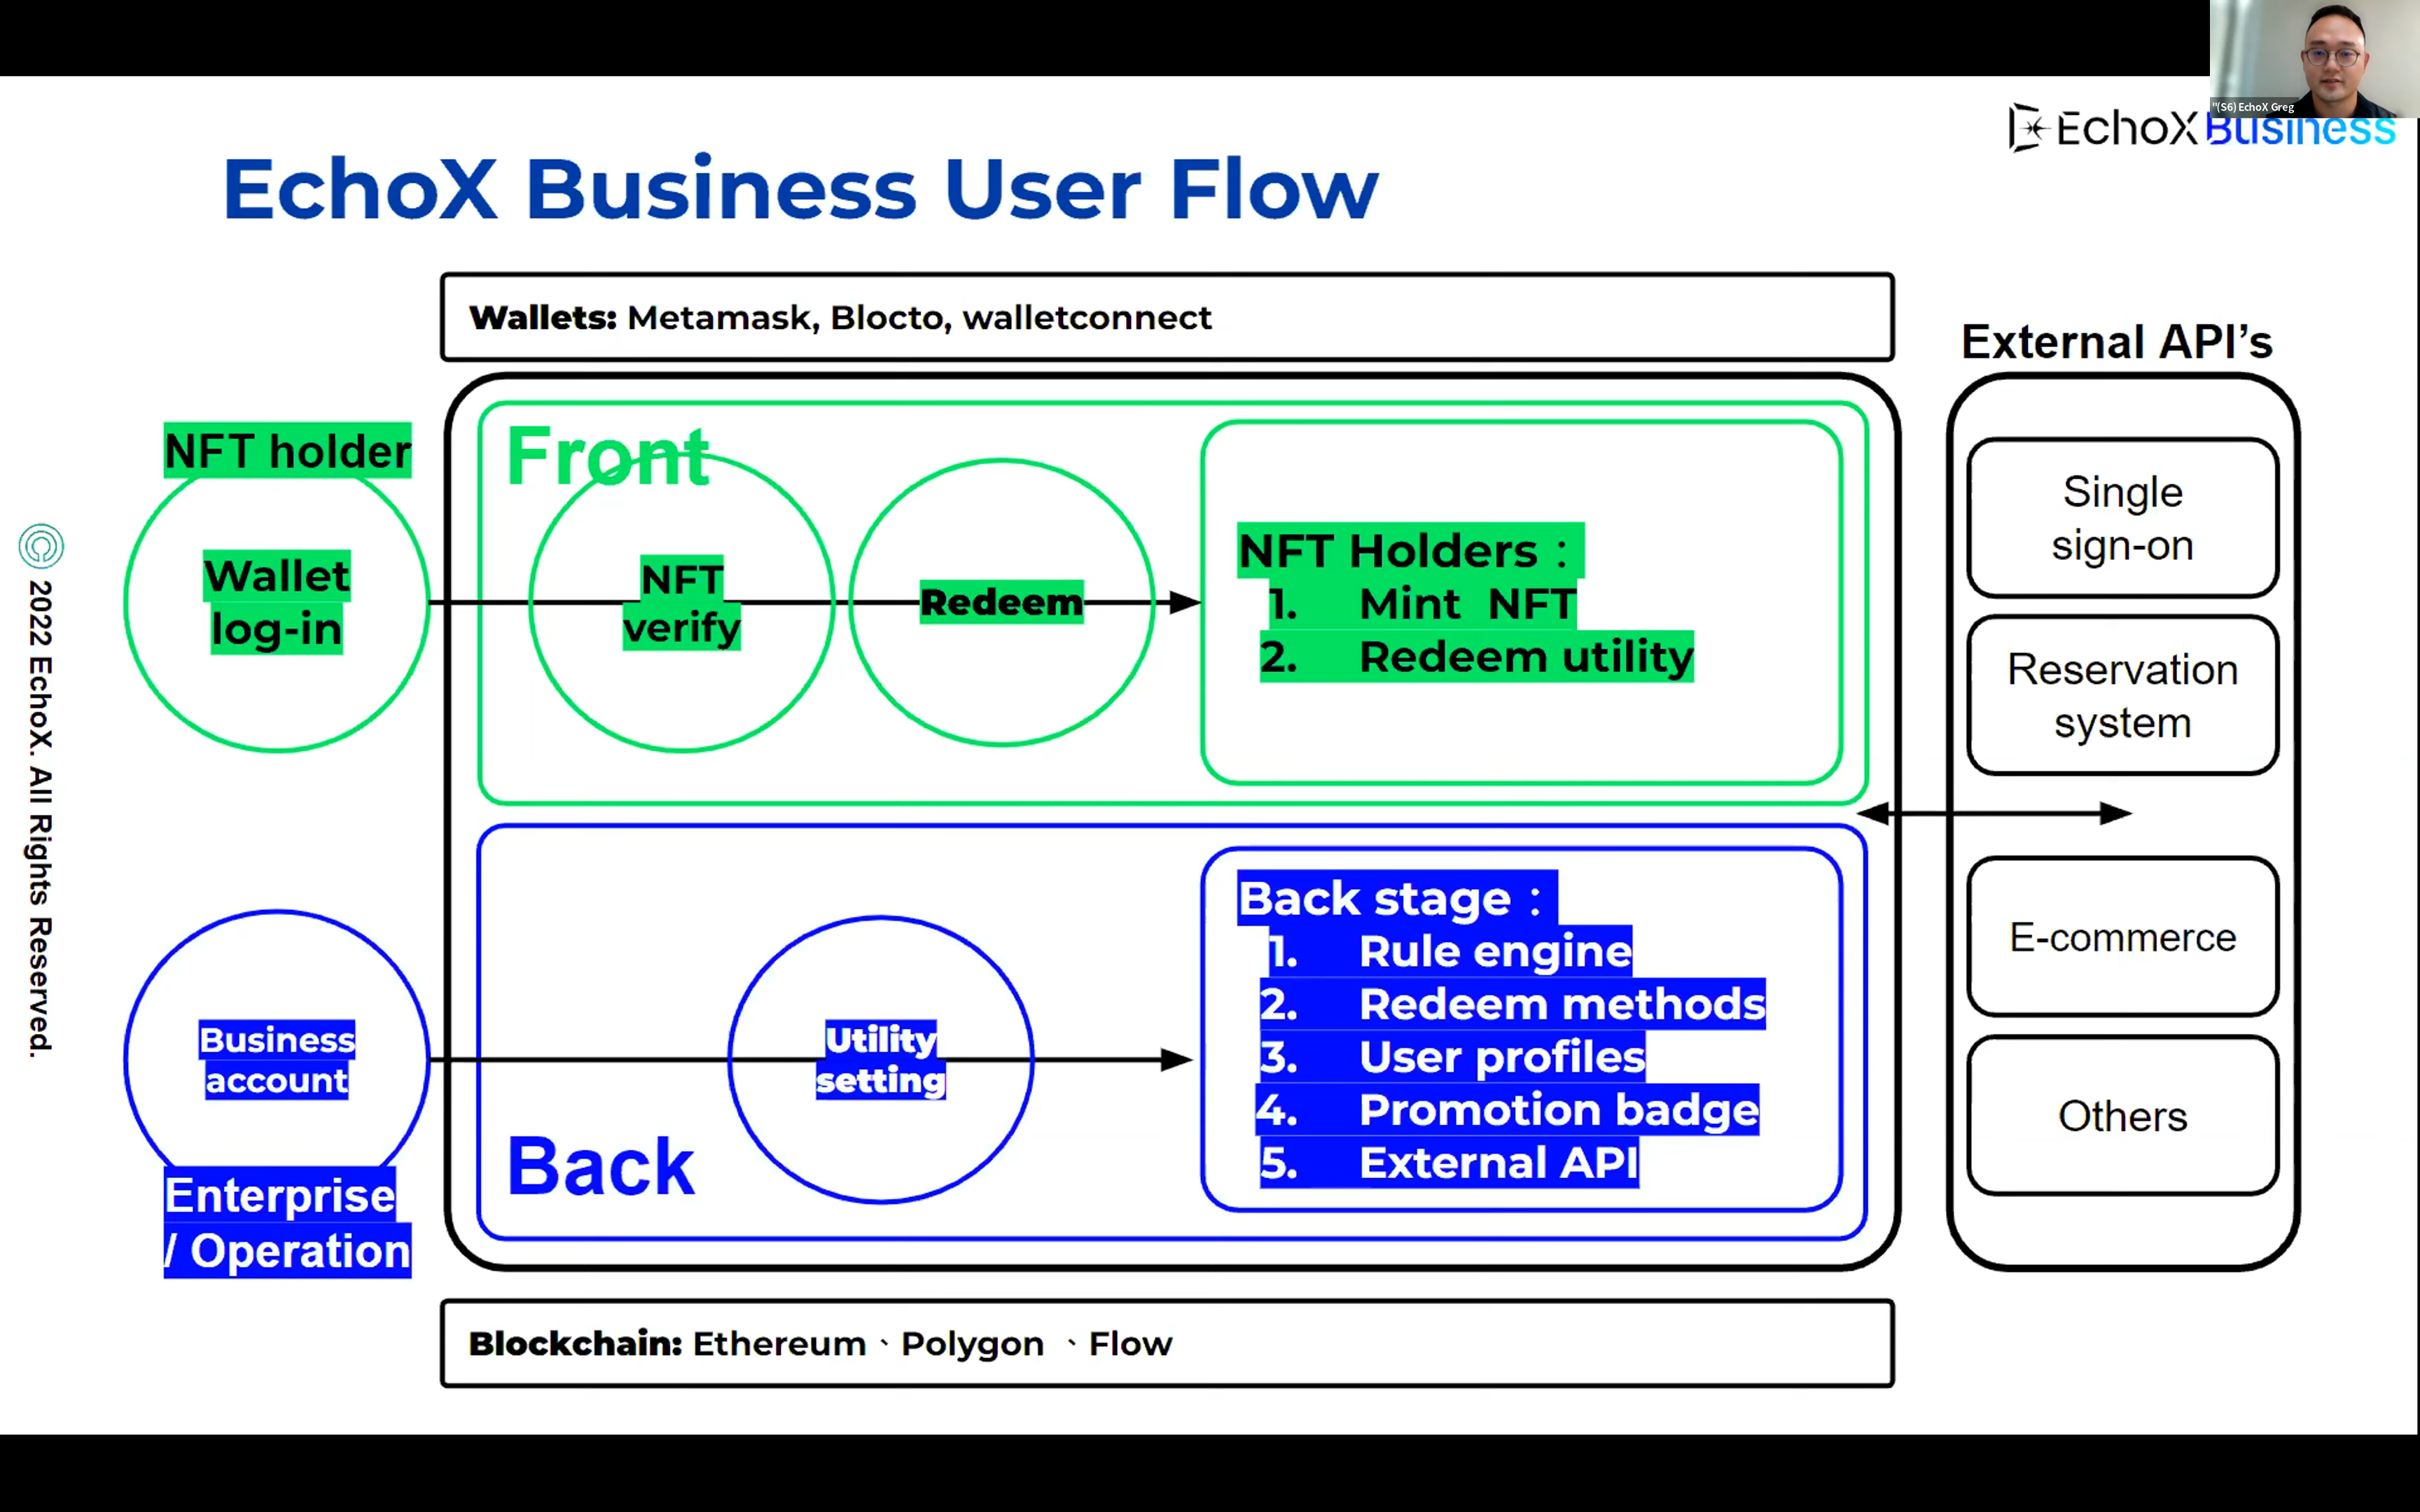 "(S6) EchoX Greg
EchoX Business
EchoX Business User Flow
Wallets: Metamask, Blocto, walletconnect
External API’s
NFT holder
Wallet
log-in
Front
NFT
verify
Redeem
NFT Holders：
1. Mint NFT
2. Redeem utility
Single
sign-on
Reservation
system
E-commerce
Others
Business
account
Enterprise
/ Operation
Back
Utility
setting
Back stage：
1. Rule engine
2. Redeem methods
3. User profiles
4. Promotion badge
5. External API
Blockchain: Ethereum、Polygon 、Flow
2022 EchoX. All Rights Reserved.